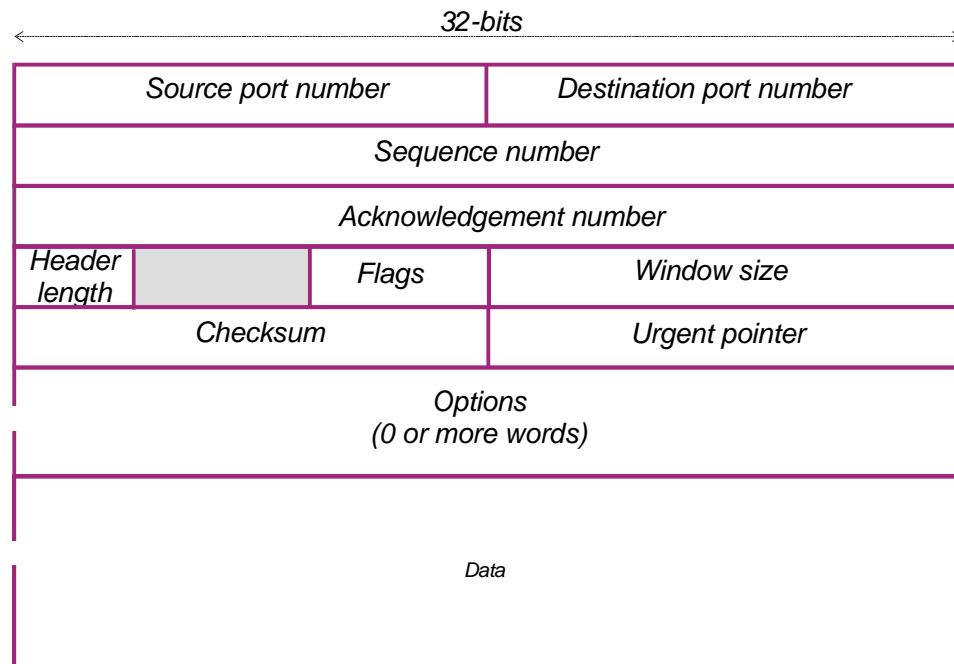 32-bits
Source port number Destination port number
Sequence number
Acknowledgement number
Header
length
Flags Window size
Checksum Urgent pointer
Options
(0 or more words)
Data